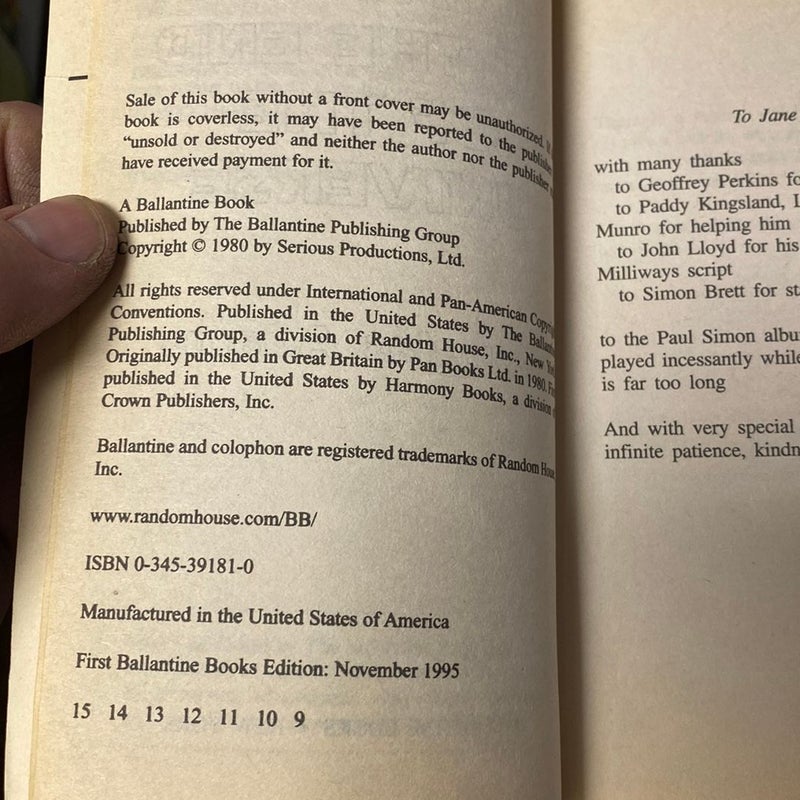 Sale of this book without a front cover may be unauthorized.
book is coverless, it may have been reported to the
"unsold or destroyed" and neither the author nor the publisher
have received payment for it.
A Ballantine Book
Published by The Ballantine Publishing Group
Copyright © 1980 by Serious Productions, Ltd.
All rights reserved under International and Pan-American
Conventions. Published in the United States by The
Publishing Group, a division of Random House, Inc., New
Originally published in Great Britain by Pan Books Ltd. in 1980.
published in the United States by Harmony Books, a division
Crown Publishers, Inc.
Ballantine and colophon are registered trademarks of Random
Inc.
www.randomhouse.com/BB/
ISBN 0-345-39181-0
Manufactured in the United States of America
First Ballantine Books Edition: November 1995
15 14 13 12 11 10 9
To Jane
with many thanks
to Geoffrey Perkins
to Paddy Kingsland,
Munro for helping him
to John Lloyd for his
Milliways script
to Simon Brett for
to the Paul Simon
played incessantly
is far too long
And with very special
infinite patience,